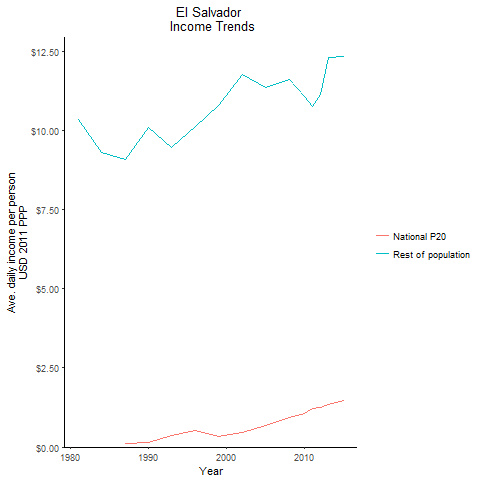 El Salvador
Income Trends
$12.50
$10.00
$7.50
$5.00
$2.50
$0.00
Ave. daily income per person
USD 2011 PPP
1980 1990 2000 2010
Year
National P20
Rest of population